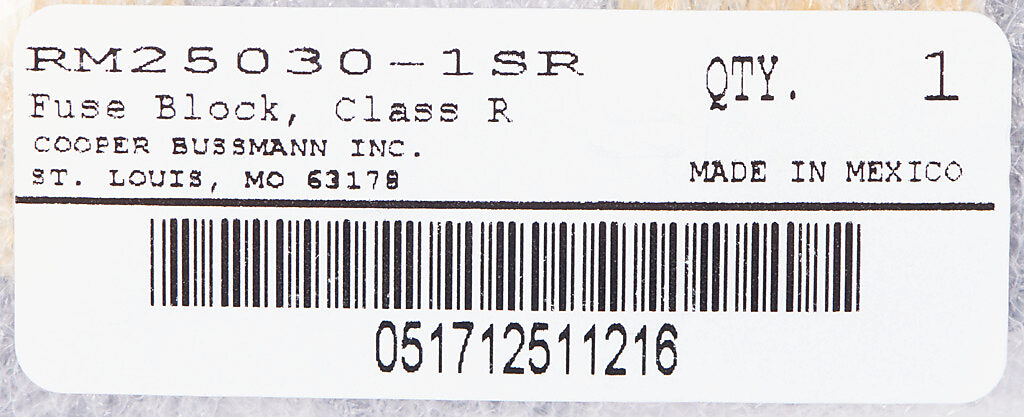 RM25030-1SR
QTY. 1
Fuse Block, Class R
COOPER BUSSMANN INC.
ST. LOUIS, MO 63178
MADE IN MEXICO
051712511216